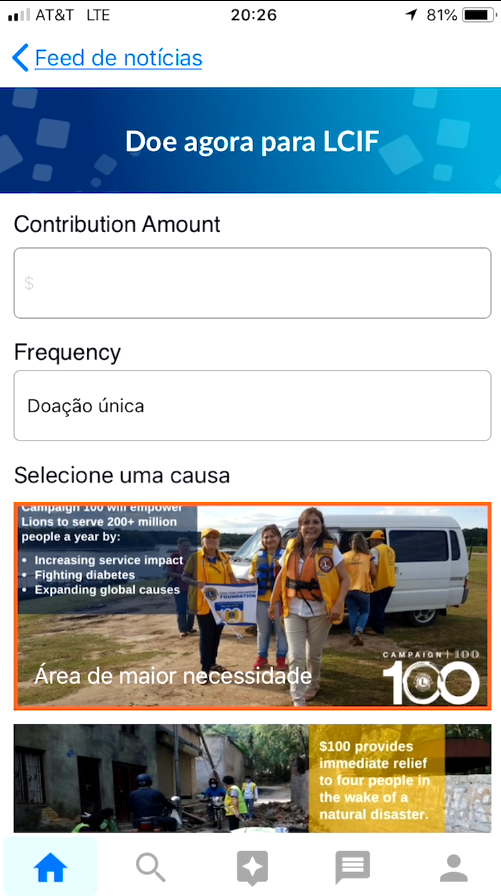 AT&T LTE 20:26 81%
Feed de notícias
Doe agora para LCIF
Contribution Amount
$
Frequency
Doação única
Selecione uma causa
Campaign 100 will empower
Lions to serve 200+ million
people a year by:
• Increasing service impact
• Fighting diabetes
• Expanding global causes
FOUNDATION
100
CAMPAIGN | 100
100
Área de maior necessidade
$100 provides
immediate relief
to four people in
the wake of a
natural disaster.